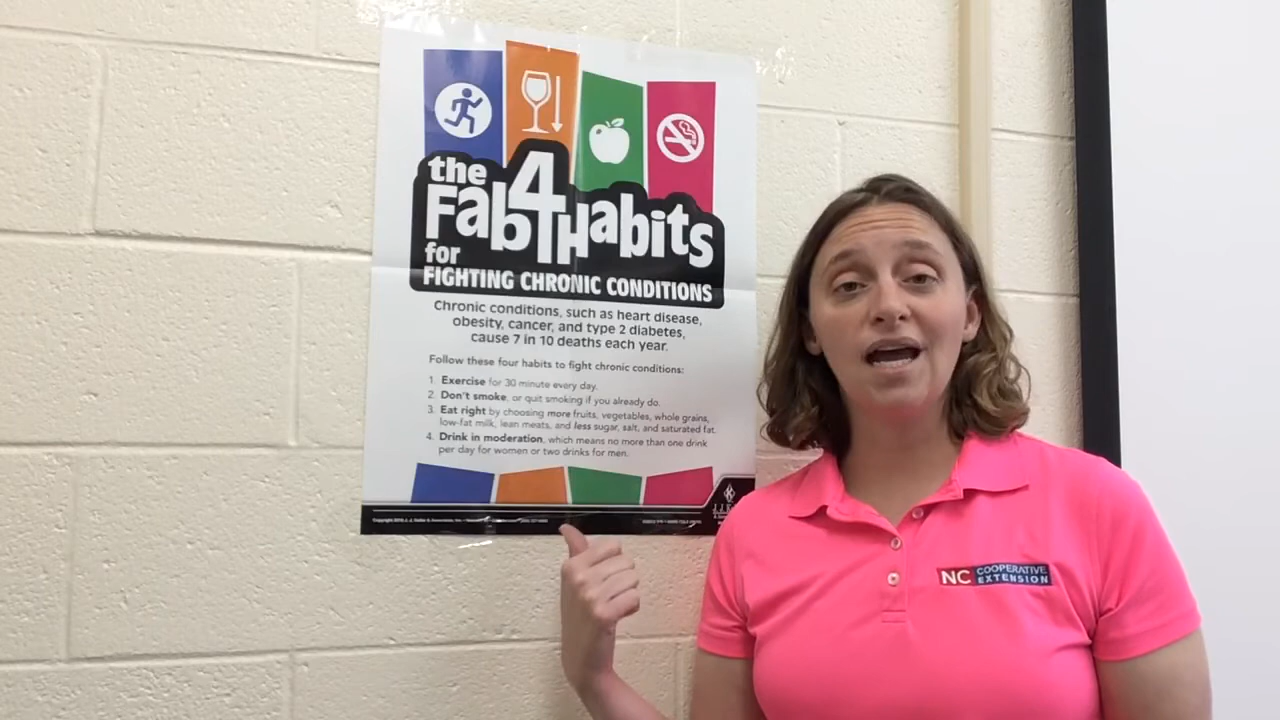 the
Fab 4 Habits
for
FIGHTING CHRONIC CONDITIONS
Chronic conditions, such as heart disease,
obesity, cancer, and type 2 diabetes,
cause 7 in 10 deaths each year.
Follow these four habits to fight chronic conditions:
1. Exercise for 30 minute every day.
2. Don't smoke, or quit smoking if you already do.
3. Eat right by choosing more fruits, vegetables, whole grains,
low-fat milk, lean meats, and less sugar, salt, and saturated fat.
4. Drink in moderation, which means no more than one drink
per day for women or two drinks for men.
NC COOPERATIVE
EXTENSION